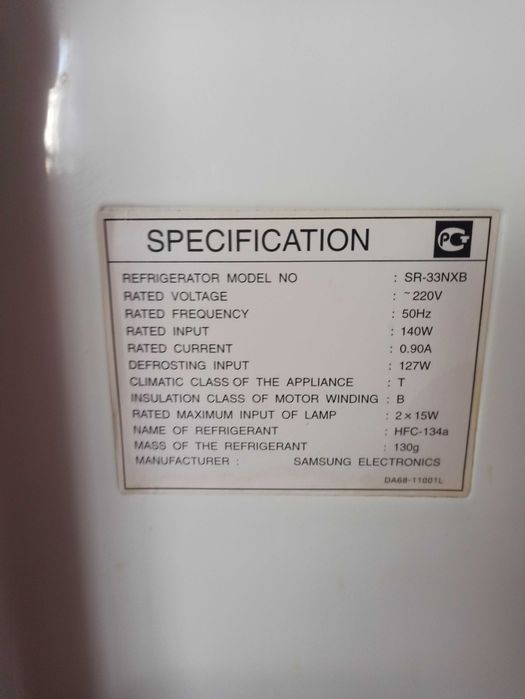 SPECIFICATION
РСТ
REFRIGERATOR MODEL NO : SR-33NXB
RATED VOLTAGE : ~220V
RATED FREQUENCY : 50Hz
RATED INPUT : 140W
RATED CURRENT : 0.90A
DEFROSTING INPUT : 127W
CLIMATIC CLASS OF THE APPLIANCE : T
INSULATION CLASS OF MOTOR WINDING : B
RATED MAXIMUM INPUT OF LAMP : 2×15W
NAME OF REFRIGERANT : HFC-134a
MASS OF THE REFRIGERANT : 130g
MANUFACTURER : SAMSUNG ELECTRONICS
DA68-11001L